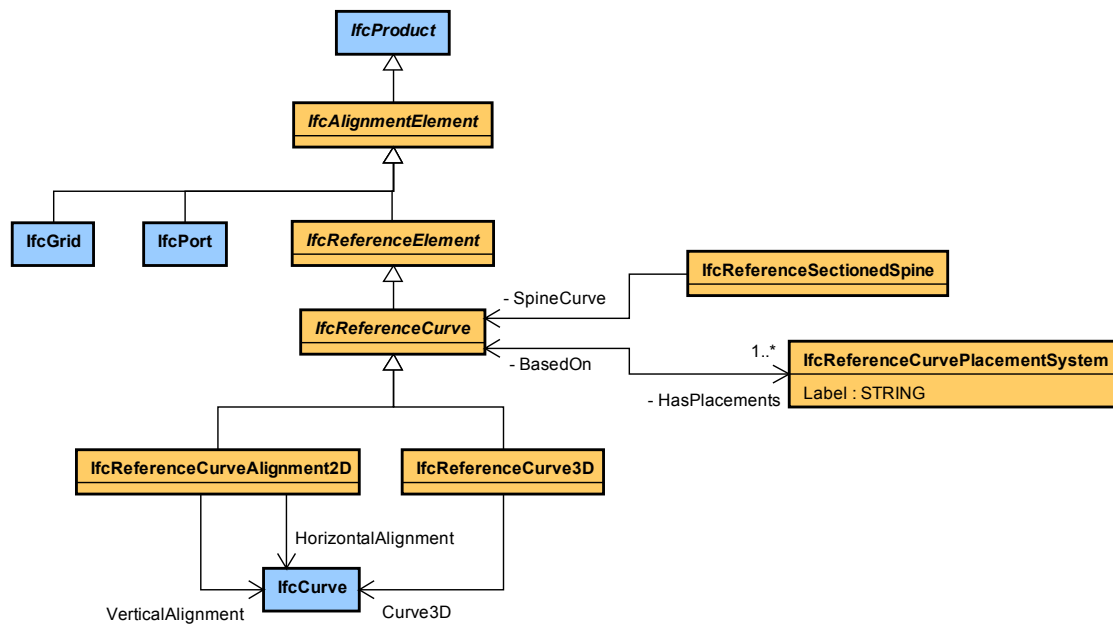 IfcProduct
IfcAlignmentElement
IfcGrid
IfcPort
IfcReferenceElement
IfcReferenceSectionedSpine
- SpineCurve
IfcReferenceCurve
1..*
IfcReferenceCurvePlacementSystem
- BasedOn
- HasPlacements
Label : STRING
IfcReferenceCurveAlignment2D
IfcReferenceCurve3D
HorizontalAlignment
IfcCurve
VerticalAlignment
Curve3D